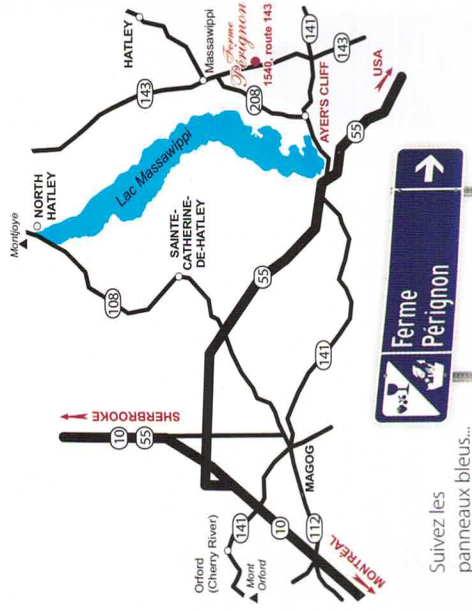 HATLEY
Massawippi
Ferme
Pérignon
1540, route 143
141
143
143
208
AYER'S CLIFF
USA
55
Lac Massawippi
Montjoye
NORTH
HATLEY
108
SAINTE-
CATHERINE-
DE-HATLEY
55
141
SHERBROOKE
10
55
MAGOG
Orford
(Cherry River)
141
10
112
Mont
Orford
MONTRÉAL
Ferme
Pérignon
Suivez les
panneaux bleus...